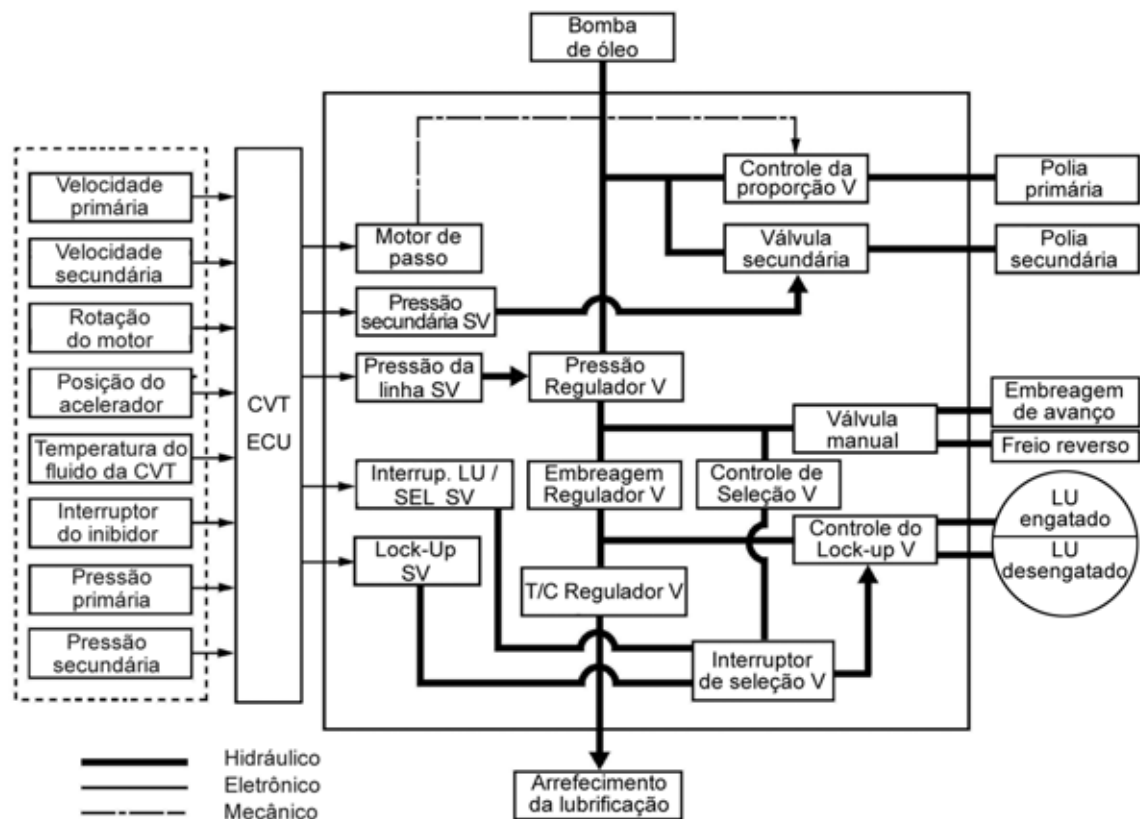 Bomba
de óleo
Velocidade
primária
Velocidade
secundária
Rotação
do motor
Posição do
acelerador
Temperatura do
fluido da CVT
Interruptor
do inibidor
Pressão
primária
Pressão
secundária
CVT
ECU
Motor de
passo
Pressão
secundária SV
Pressão da
linha SV
Interrup. LU /
SEL SV
Lock-Up
SV
Pressão
Regulador V
Embreagem
Regulador V
T/C Regulador V
Controle da
proporção V
Válvula
secundária
Válvula
manual
Controle de
Seleção V
Controle do
Lock-up V
Interruptor
de seleção V
Polia
primária
Polia
secundária
Embreagem
de avanço
Freio reverso
LU
engatado
LU
desengatado
Arrefecimento
da lubrificação
Hidráulico
Eletrônico
Mecânico